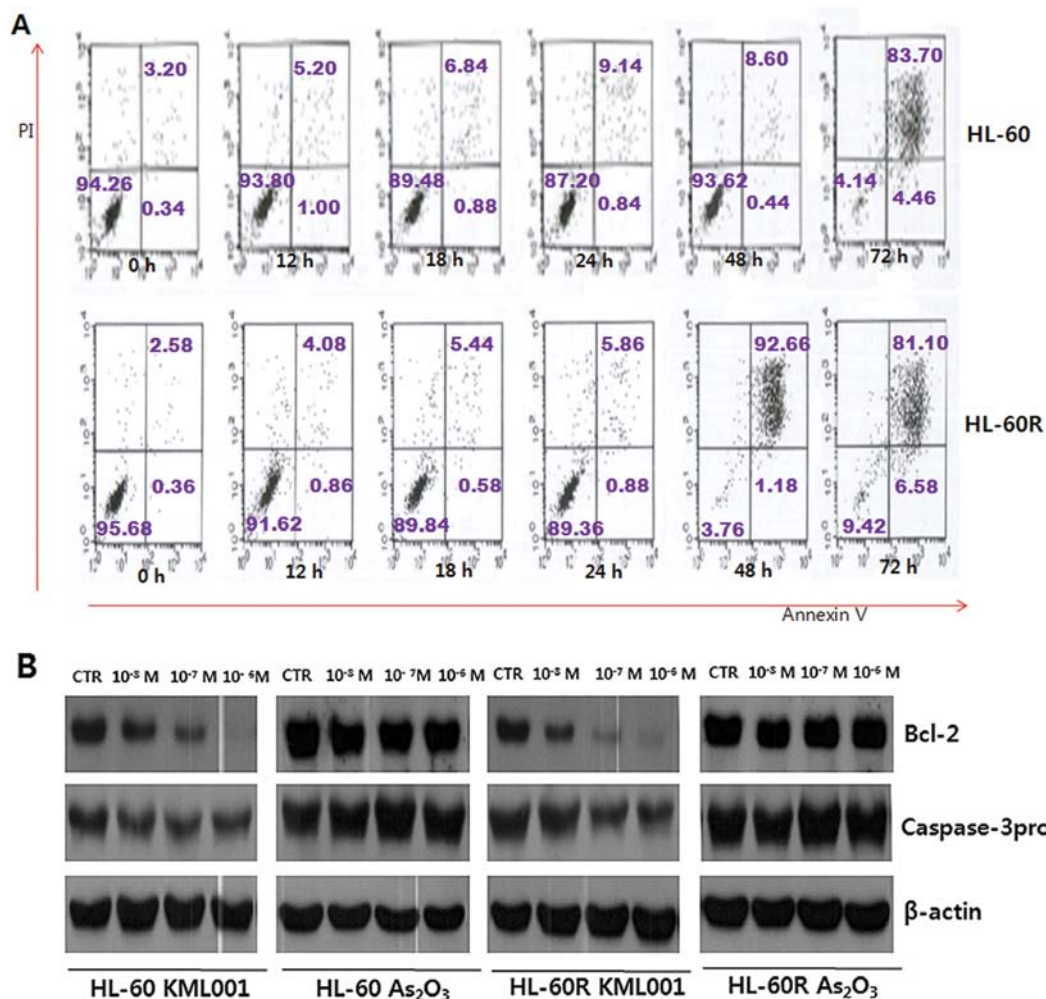 A
PI
3.20 5.20 6.84 9.14 8.60 83.70
94.26 93.80 89.48 87.20 93.62 4.14
0.34 1.00 0.88 0.84 0.44 4.46
HL-60
0 h 12 h 18 h 24 h 48 h 72 h
2.58 4.08 5.44 5.86 92.66 81.10
HL-60R
0.36 0.86 0.58 0.88 1.18 6.58
95.68 91.62 89.84 89.36 3.76 9.42
0 h 12 h 18 h 24 h 48 h 72 h
Annexin V
B
CTR 10⁻⁸ M 10⁻⁷ M 10⁻⁶ M CTR 10⁻⁸ M 10⁻⁷ M 10⁻⁶ M CTR 10⁻⁸ M 10⁻⁷ M 10⁻⁶ M CTR 10⁻⁸ M 10⁻⁷ M 10⁻⁶ M
Bcl-2
Caspase-3pro
β-actin
HL-60 KML001 HL-60 As₂O₃ HL-60R KML001 HL-60R As₂O₃